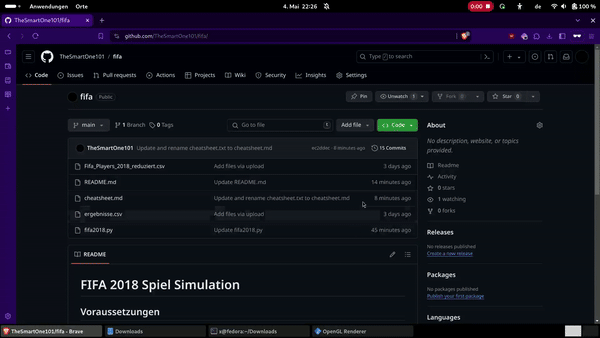 Anwendungen Orte 4. Mai 22:26 0:00 de 100 %
TheSmartOne101/fifa
github.com/TheSmartOne101/fifa/
TheSmartOne101 / fifa Type / to search
Code Issues Pull requests Actions Projects Wiki Security Insights Settings
fifa Public Pin Unwatch 1 Fork 0 Star 0
main 1 Branch 0 Tags Go to file t Add file Code
TheSmartOne101 Update and rename cheatsheet.txt to cheatsheet.md 8 minutes ago 15 Commits
Fifa_Players_2018_reduziert.csv Add files via upload 3 days ago
README.md Update README.md 14 minutes ago
cheatsheet.md Update and rename cheatsheet.txt to cheatsheet.md 8 minutes ago
ergebnisse.csv Add files via upload 3 days ago
fifa2018.py Update fifa2018.py 45 minutes ago
README
FIFA 2018 Spiel Simulation
Voraussetzungen
About
No description, website, or topics
provided.
Readme
Activity
0 stars
1 watching
0 forks
Releases
No releases published
Create a new release
Packages
No packages published
Publish your first package
Languages
TheSmartOne101/fifa - Brave Downloads x@fedora:~/Downloads OpenGL Renderer